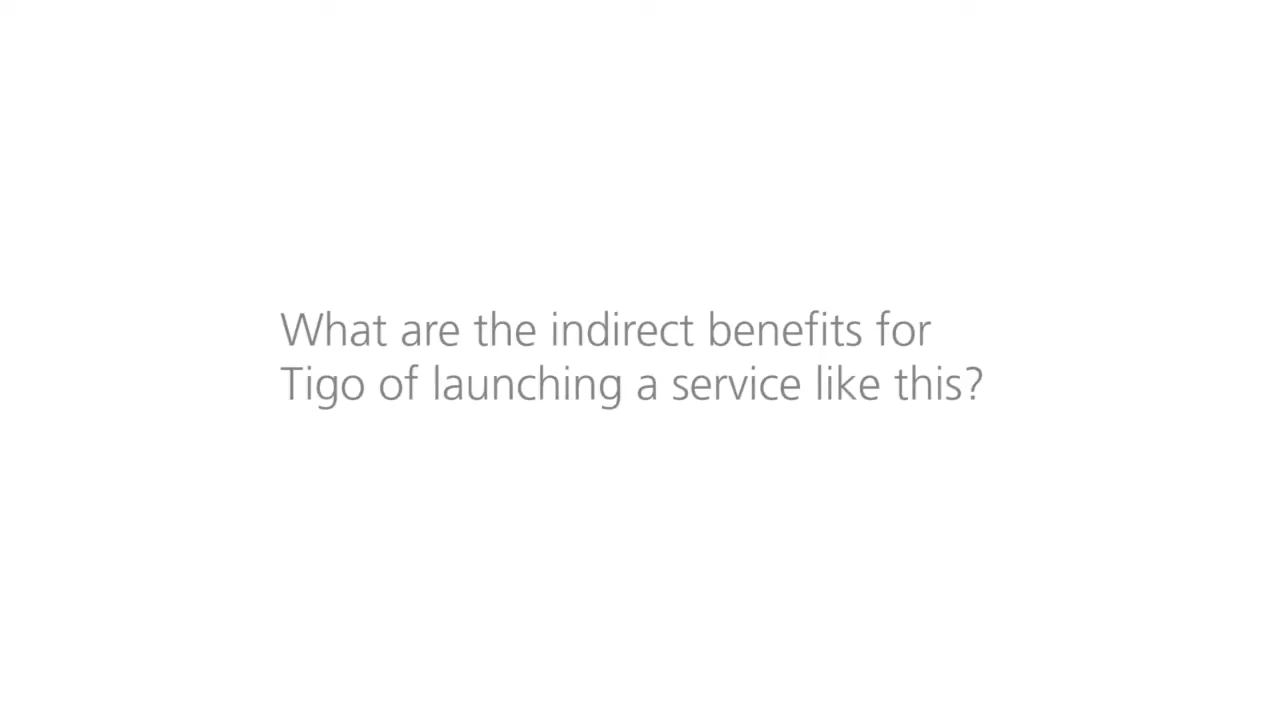 What are the indirect benefits for
Tigo of launching a service like this?